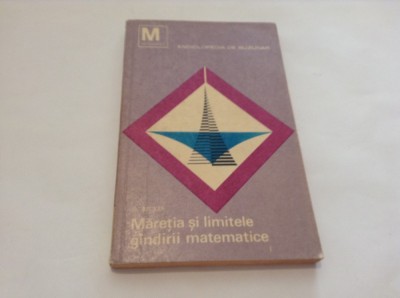 M
ENCICLOPEDIA DE BUZUNAR
Măreția și limitele
gîndirii matematice